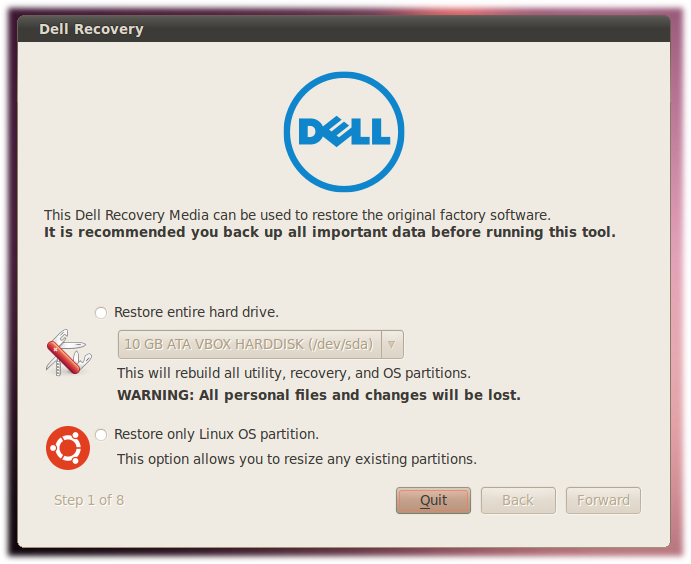 Dell Recovery
DELL
This Dell Recovery Media can be used to restore the original factory software.
It is recommended you back up all important data before running this tool.
Restore entire hard drive.
10 GB ATA VBOX HARDDISK (/dev/sda)
This will rebuild all utility, recovery, and OS partitions.
WARNING: All personal files and changes will be lost.
Restore only Linux OS partition.
This option allows you to resize any existing partitions.
Step 1 of 8 Quit Back Forward